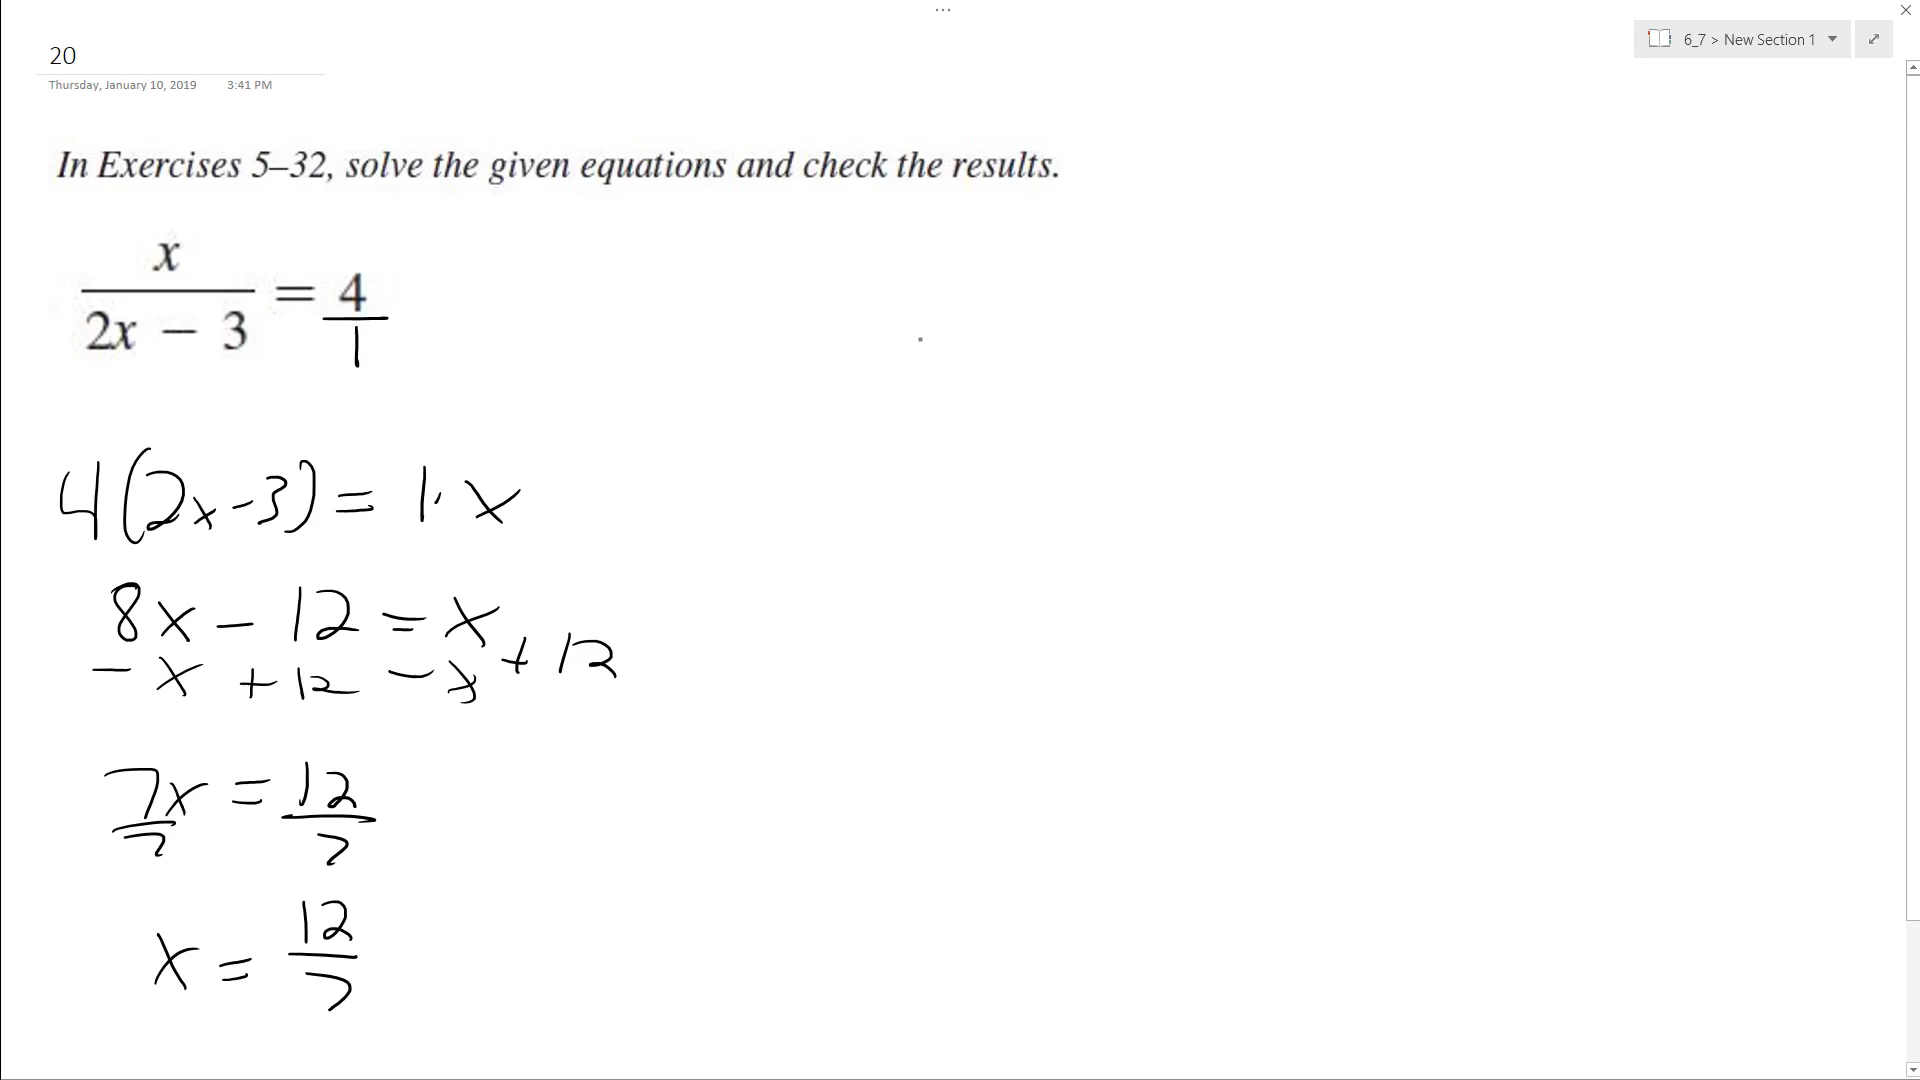 ...
20
6_7 > New Section 1
Thursday, January 10, 2019 3:41 PM
In Exercises 5–32, solve the given equations and check the results.
x
2x − 3
= 4
1
4(2x-3) = 1·x
8x - 12 = x
- x + 12 - x + 12
7x = 12
7 7
x = 12
7